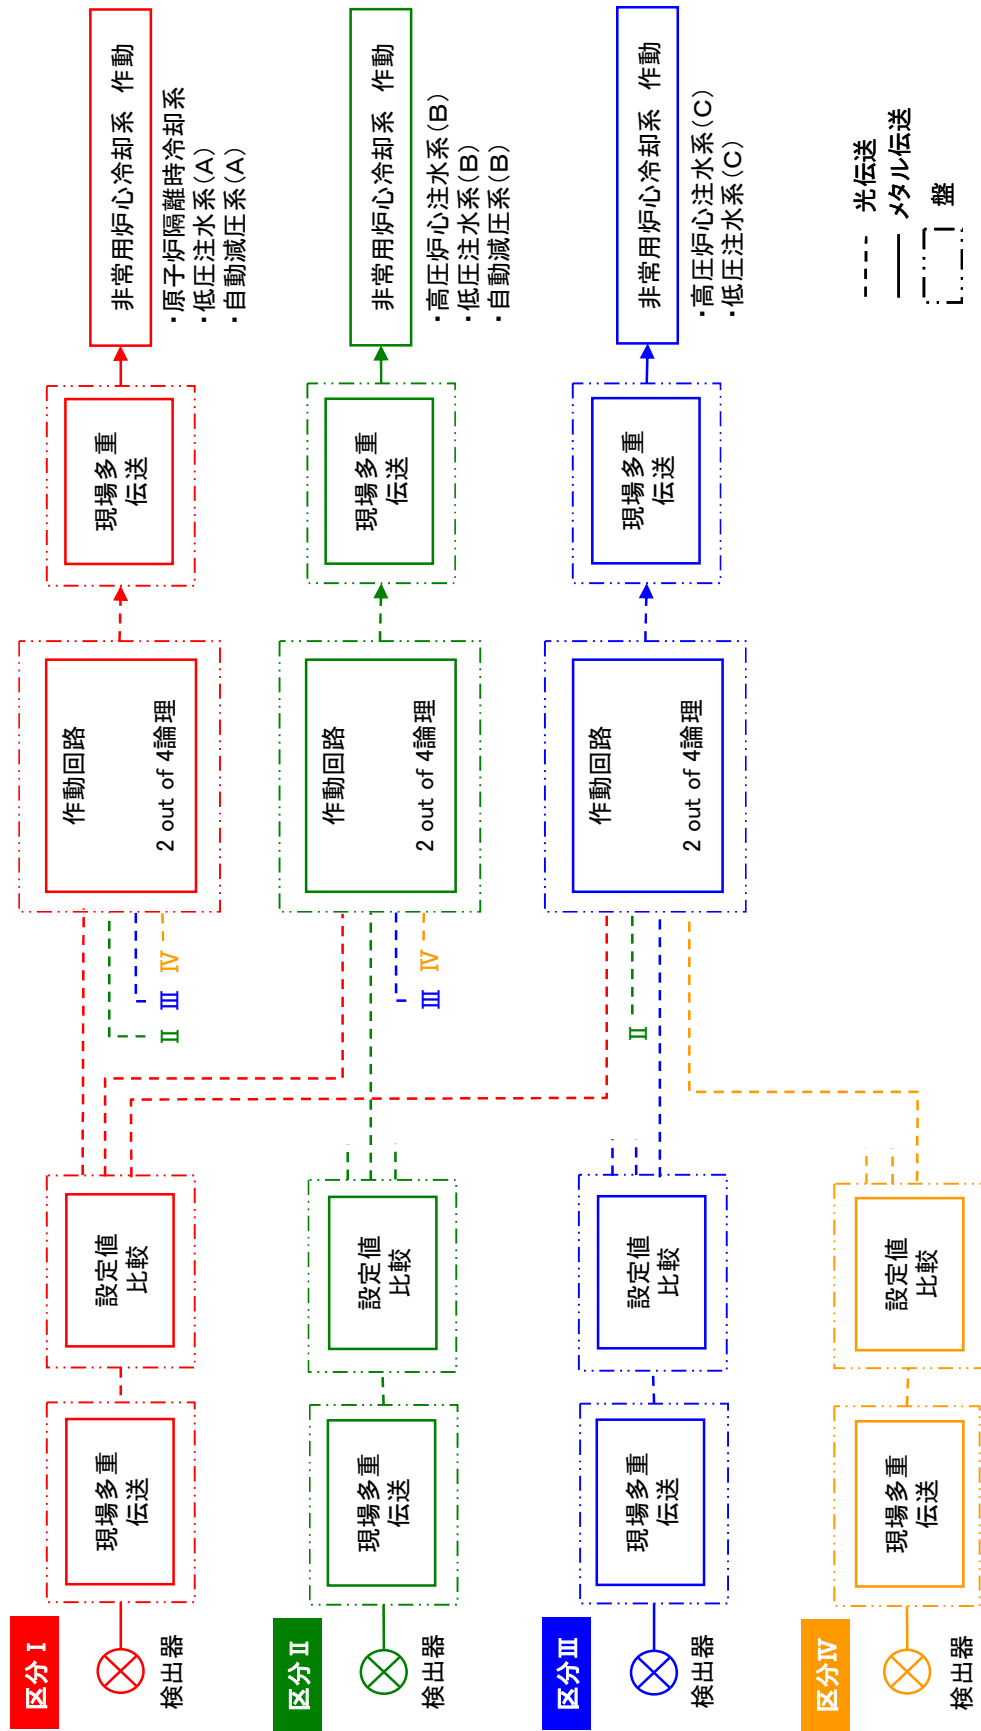 区分Ⅰ
検出器
現場多重
伝送
設定値
比較
Ⅱ
Ⅲ
Ⅳ
作動回路
2 out of 4論理
現場多重
伝送
非常用炉心冷却系 作動
・原子炉隔離時冷却系
・低圧注水系(A)
・自動減圧系(A)
区分Ⅱ
検出器
現場多重
伝送
設定値
比較
Ⅲ
Ⅳ
作動回路
2 out of 4論理
現場多重
伝送
非常用炉心冷却系 作動
・高圧炉心注水系(B)
・低圧注水系(B)
・自動減圧系(B)
区分Ⅲ
検出器
現場多重
伝送
設定値
比較
Ⅱ
作動回路
2 out of 4論理
現場多重
伝送
非常用炉心冷却系 作動
・高圧炉心注水系(C)
・低圧注水系(C)
区分Ⅳ
検出器
現場多重
伝送
設定値
比較
光伝送
メタル伝送
盤